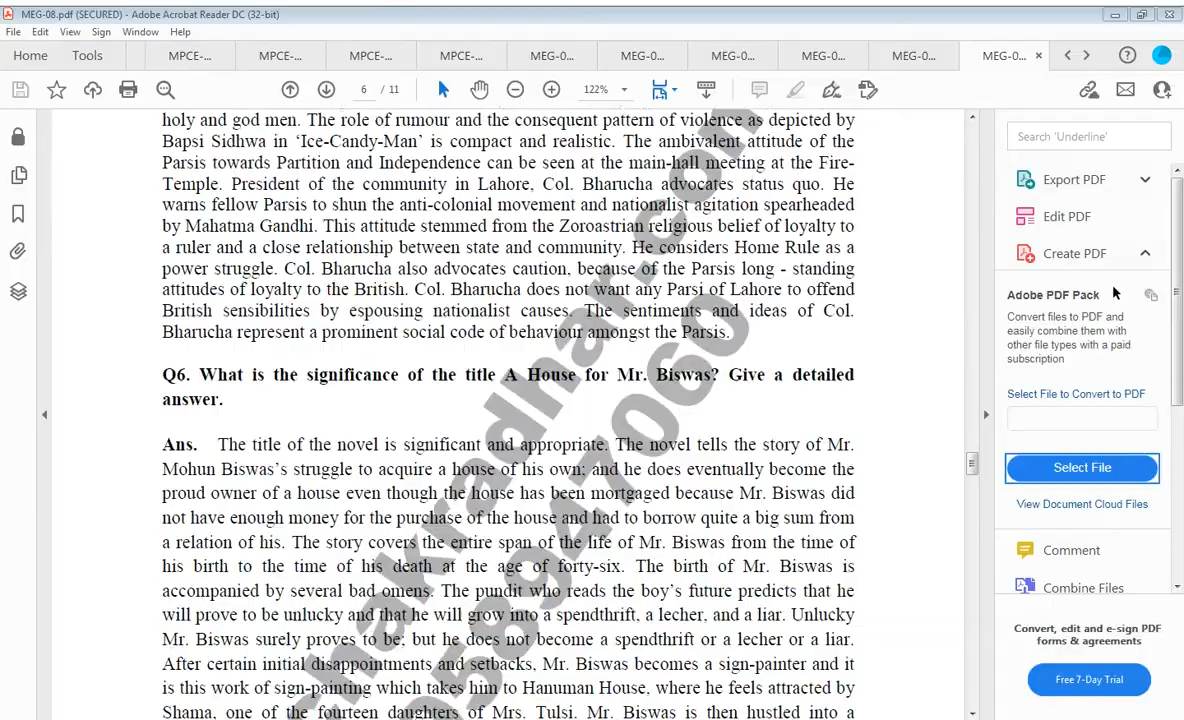 MEG-08.pdf (SECURED) - Adobe Acrobat Reader DC (32-bit)
File Edit View Sign Window Help
Home Tools MPCE-... MPCE-... MPCE-... MPCE-... MEG-0... MEG-0... MEG-0... MEG-0... MEG-0... MEG-0...
6 / 11 122%
holy and god men. The role of rumour and the consequent pattern of violence as depicted by
Bapsi Sidhwa in ‘Ice-Candy-Man’ is compact and realistic. The ambivalent attitude of the
Parsis towards Partition and Independence can be seen at the main-hall meeting at the Fire-
Temple. President of the community in Lahore, Col. Bharucha advocates status quo. He
warns fellow Parsis to shun the anti-colonial movement and nationalist agitation spearheaded
by Mahatma Gandhi. This attitude stemmed from the Zoroastrian religious belief of loyalty to
a ruler and a close relationship between state and community. He considers Home Rule as a
power struggle. Col. Bharucha also advocates caution, because of the Parsis long - standing
attitudes of loyalty to the British. Col. Bharucha does not want any Parsi of Lahore to offend
British sensibilities by espousing nationalist causes. The sentiments and ideas of Col.
Bharucha represent a prominent social code of behaviour amongst the Parsis.
Q6. What is the significance of the title A House for Mr. Biswas? Give a detailed
answer.
Ans. The title of the novel is significant and appropriate. The novel tells the story of Mr.
Mohun Biswas’s struggle to acquire a house of his own; and he does eventually become the
proud owner of a house even though the house has been mortgaged because Mr. Biswas did
not have enough money for the purchase of the house and had to borrow quite a big sum from
a relation of his. The story covers the entire span of the life of Mr. Biswas from the time of
his birth to the time of his death at the age of forty-six. The birth of Mr. Biswas is
accompanied by several bad omens. The pundit who reads the boy’s future predicts that he
will prove to be unlucky and that he will grow into a spendthrift, a lecher, and a liar. Unlucky
Mr. Biswas surely proves to be; but he does not become a spendthrift or a lecher or a liar.
After certain initial disappointments and setbacks, Mr. Biswas becomes a sign-painter and it
is this work of sign-painting which takes him to Hanuman House, where he feels attracted by
Shama, one of the fourteen daughters of Mrs. Tulsi. Mr. Biswas is then hustled into a
hakradhar.com
958947060
Search 'Underline'
Export PDF
Edit PDF
Create PDF
Adobe PDF Pack
Convert files to PDF and
easily combine them with
other file types with a paid
subscription
Select File to Convert to PDF
Select File
View Document Cloud Files
Comment
Combine Files
Convert, edit and e-sign PDF
forms & agreements
Free 7-Day Trial